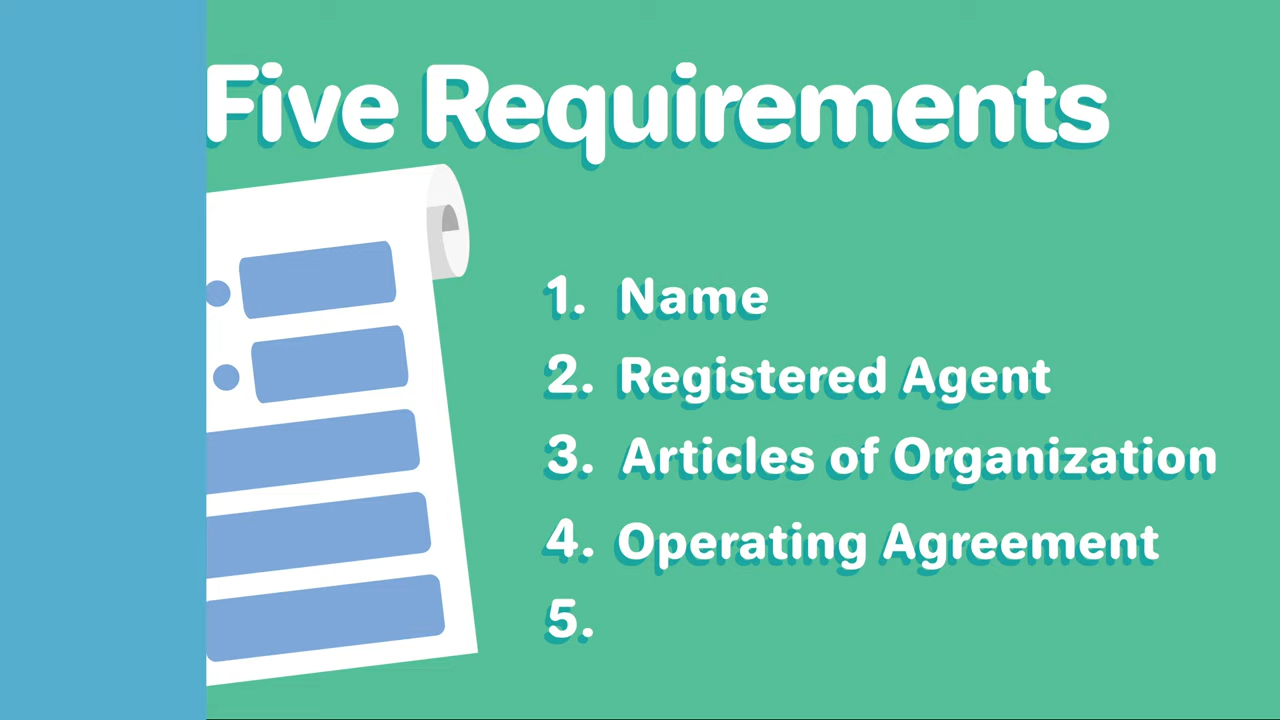 Five Requirements
1. Name
2. Registered Agent
3. Articles of Organization
4. Operating Agreement
5.